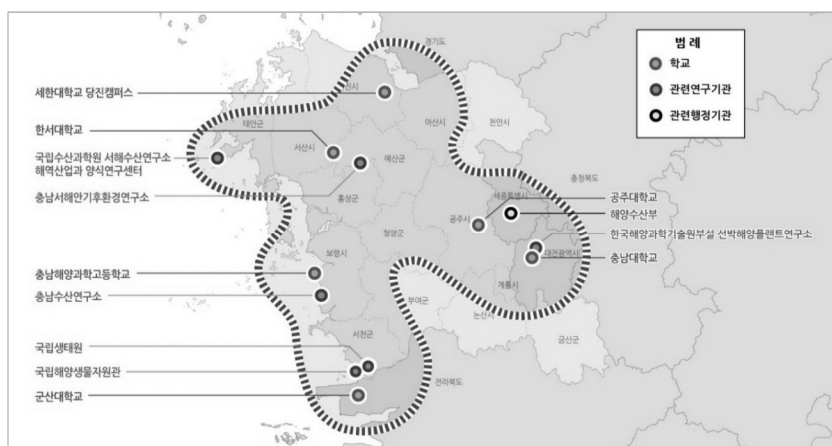 범 례
학교
관련연구기관
관련행정기관
세한대학교 당진캠퍼스
한서대학교
국립수산과학원 서해수산연구소
해역산업과 양식연구센터
충남서해안기후환경연구소
충남해양과학고등학교
충남수산연구소
국립생태원
국립해양생물자원관
군산대학교
공주대학교
해양수산부
한국해양과학기술원부설 선박해양플랜트연구소
충남대학교
경기도
태안군
서산시
아산시
천안시
예산군
홍성군
충청북도
세종특별자치시
공주시
청양군
보령시
대전광역시
계룡시
부여군
논산시
금산군
서천군
전라북도